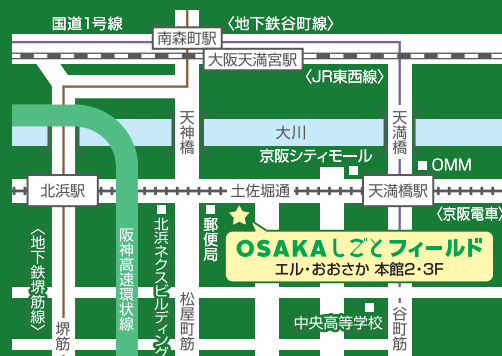 国道1号線
〈地下鉄谷町線〉
南森町駅
大阪天満宮駅
〈JR東西線〉
天神橋
大川
天満橋
京阪シティモール
OMM
北浜駅
土佐堀通
天満橋駅
〈京阪電車〉
〈地下鉄堺筋線〉
阪神高速環状線
北浜ネクスビルディング
郵便局
OSAKAしごとフィールド
エル・おおさか 本館2・3F
堺筋
松屋町筋
中央高等学校
谷町筋